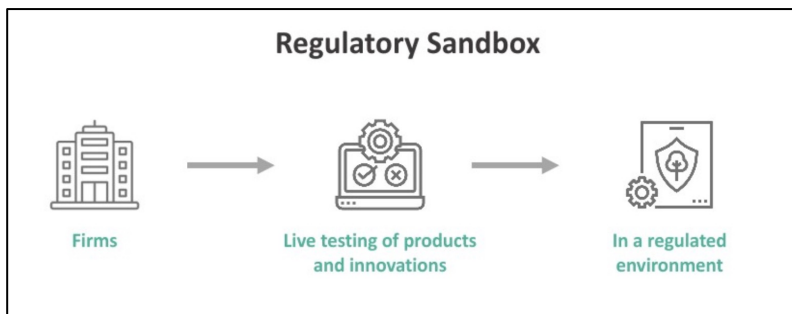 Regulatory Sandbox
Firms
Live testing of products
and innovations
In a regulated
environment